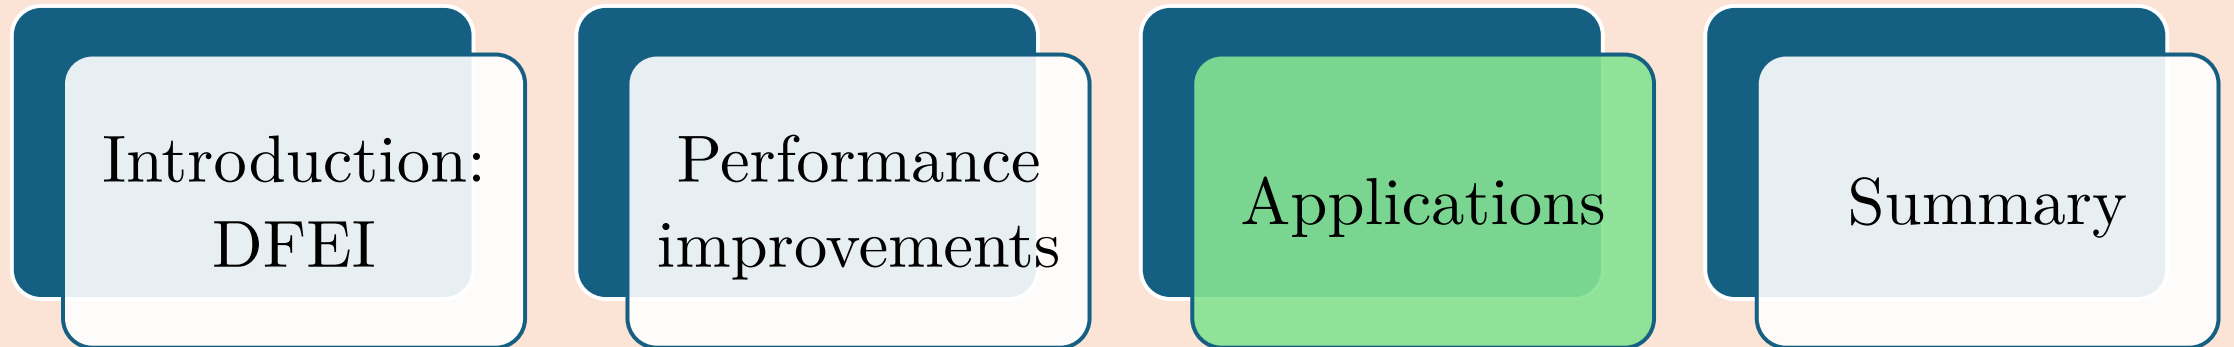 Introduction:
DFEI
Performance
improvements
Applications
Summary